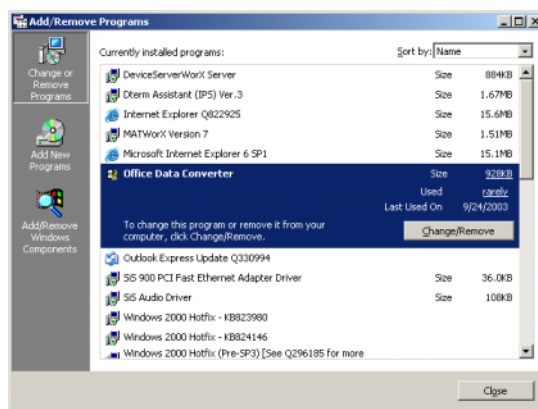 Add/Remove Programs
Change or
Remove
Programs
Add New
Programs
Add/Remove
Windows
Components
Currently installed programs: Sort by: Name
DeviceServerWorX Server Size 884KB
Dterm Assistant (IPS) Ver.3 Size 1.67MB
Internet Explorer Q822925 Size 15.6MB
MATWorX Version 7 Size 1.51MB
Microsoft Internet Explorer 6 SP1 Size 15.1MB
Office Data Converter Size 928KB
Used rarely
Last Used On 9/24/2003
To change this program or remove it from your
computer, click Change/Remove.
Change/Remove
Outlook Express Update Q330994
SiS 900 PCI Fast Ethernet Adapter Driver Size 36.0KB
SiS Audio Driver Size 108KB
Windows 2000 Hotfix - KB823980
Windows 2000 Hotfix - KB824146
Windows 2000 Hotfix (Pre-SP3) [See Q296185 for more
Close